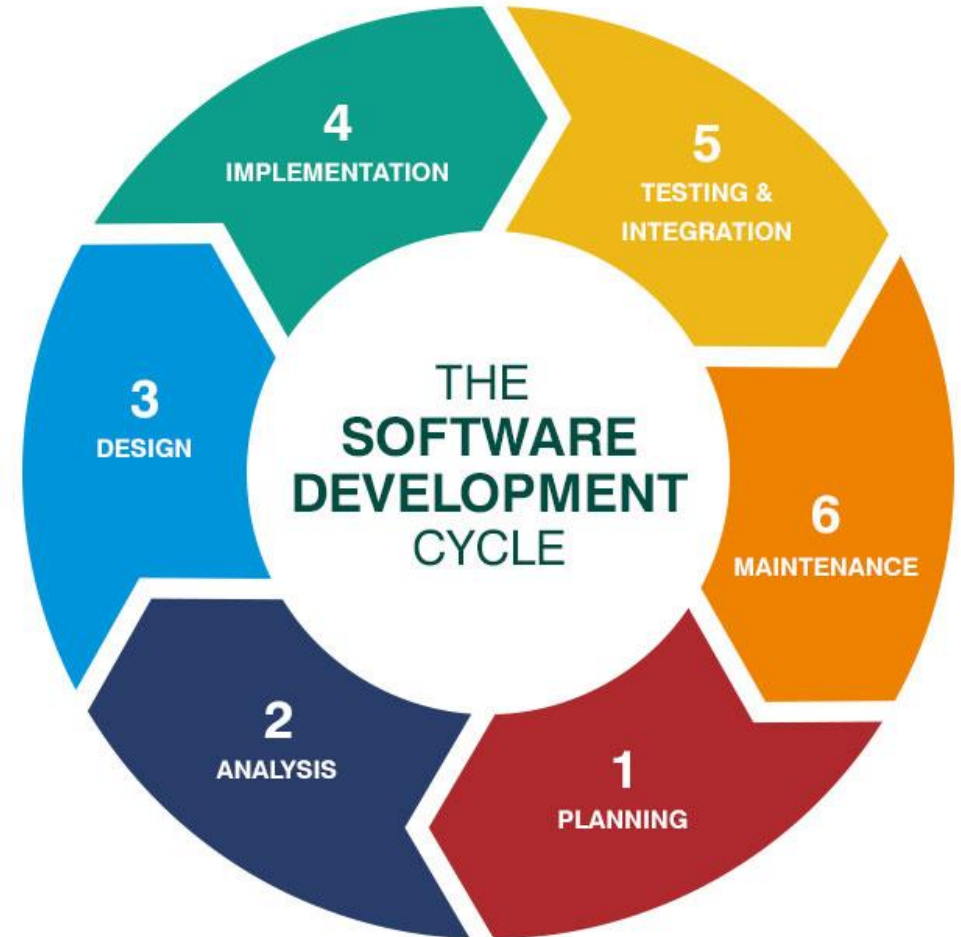 THE
SOFTWARE
DEVELOPMENT
CYCLE
1
PLANNING
2
ANALYSIS
3
DESIGN
4
IMPLEMENTATION
5
TESTING &
INTEGRATION
6
MAINTENANCE